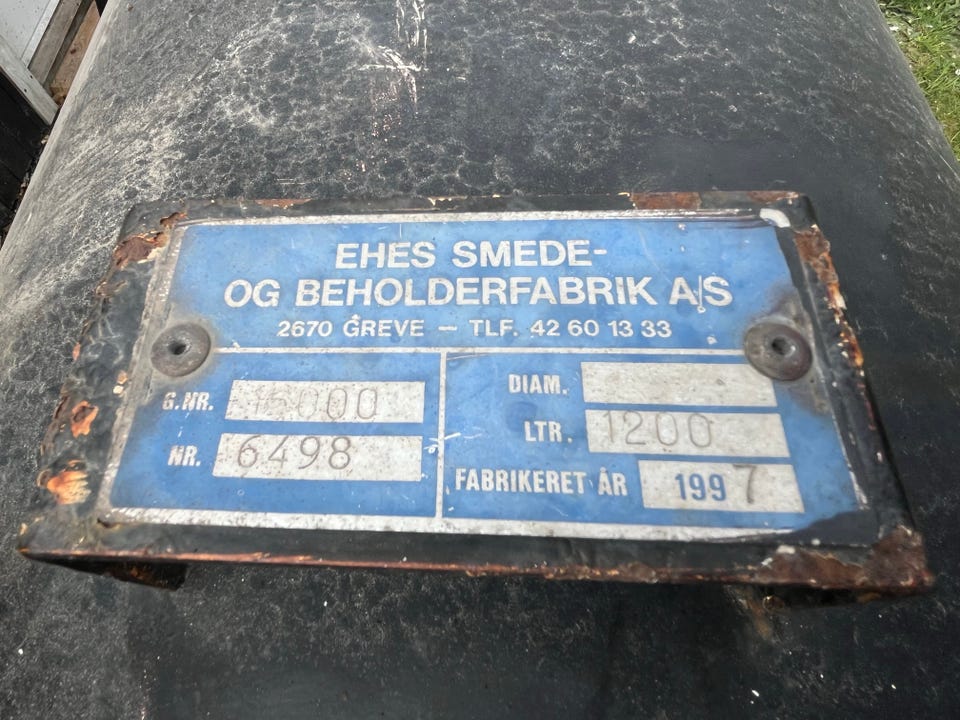 EHES SMEDE-
OG BEHOLDERFABRIK A/S
2670 GREVE — TLF. 42 60 13 33
G.NR. 15000
NR. 6498
DIAM.
LTR. 1200
FABRIKERET ÅR 1997